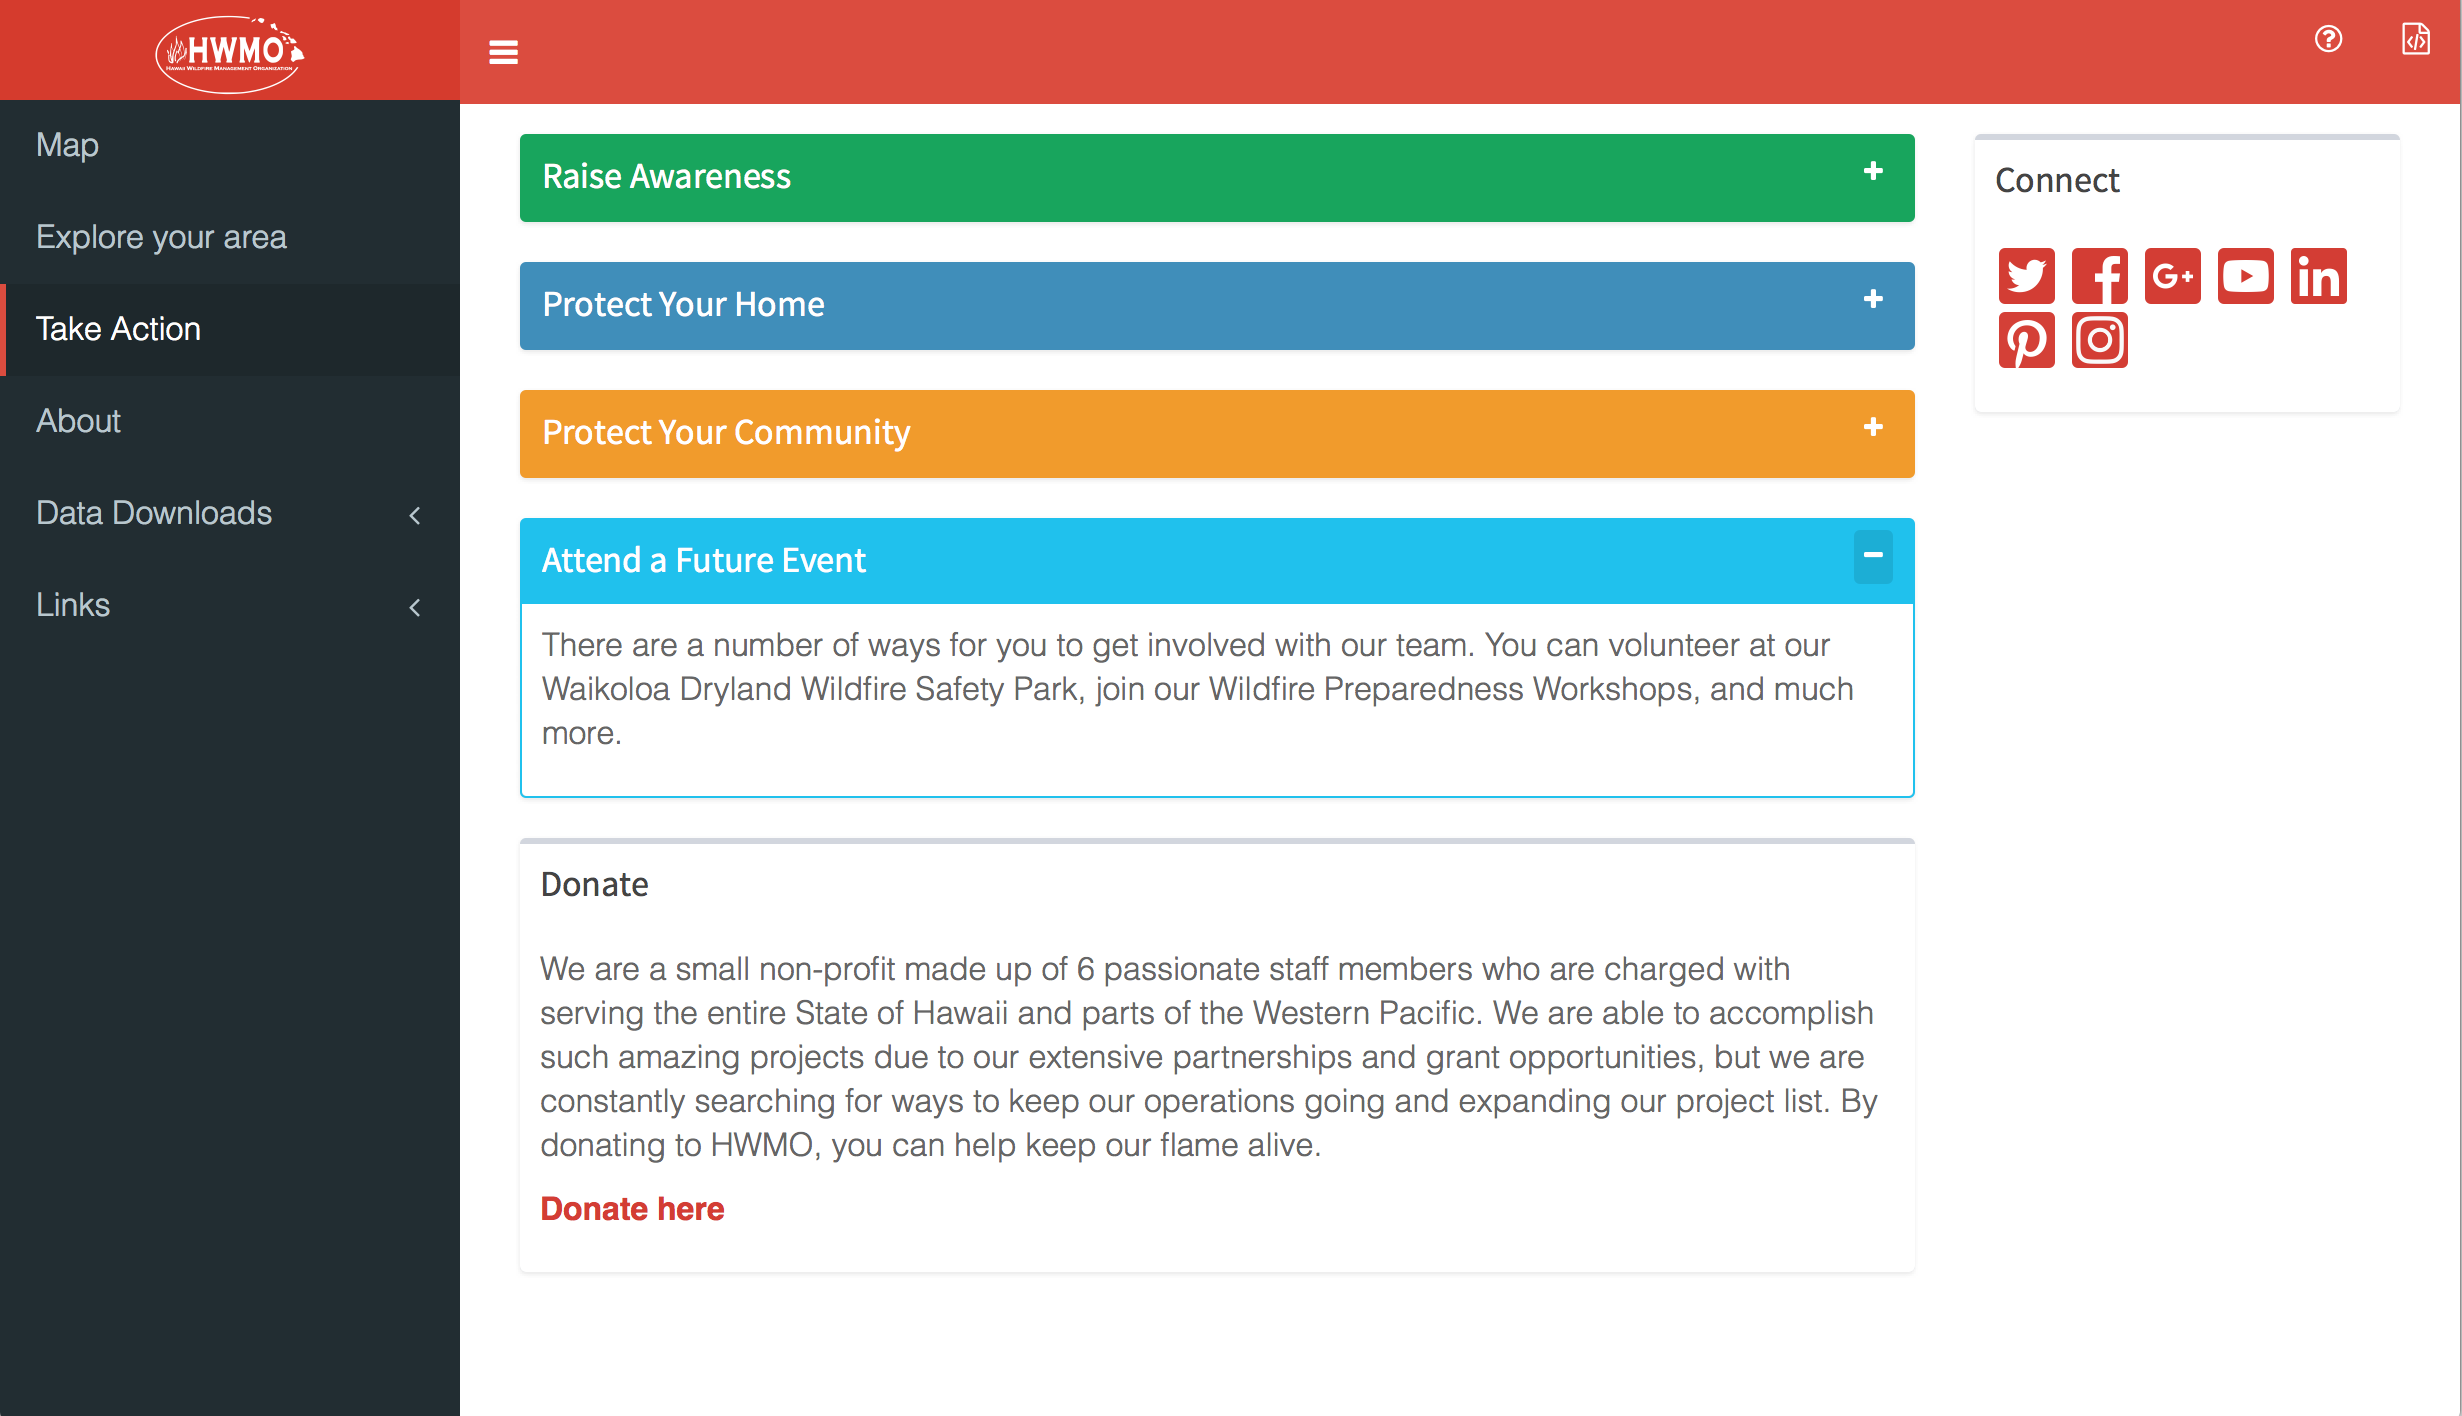 HWMO
HAWAII WILDFIRE MANAGEMENT ORGANIZATION
Map
Explore your area
Take Action
About
Data Downloads
Links
Raise Awareness
Protect Your Home
Protect Your Community
Attend a Future Event
There are a number of ways for you to get involved with our team. You can volunteer at our
Waikoloa Dryland Wildfire Safety Park, join our Wildfire Preparedness Workshops, and much
more.
Donate
We are a small non-profit made up of 6 passionate staff members who are charged with
serving the entire State of Hawaii and parts of the Western Pacific. We are able to accomplish
such amazing projects due to our extensive partnerships and grant opportunities, but we are
constantly searching for ways to keep our operations going and expanding our project list. By
donating to HWMO, you can help keep our flame alive.
Donate here
Connect